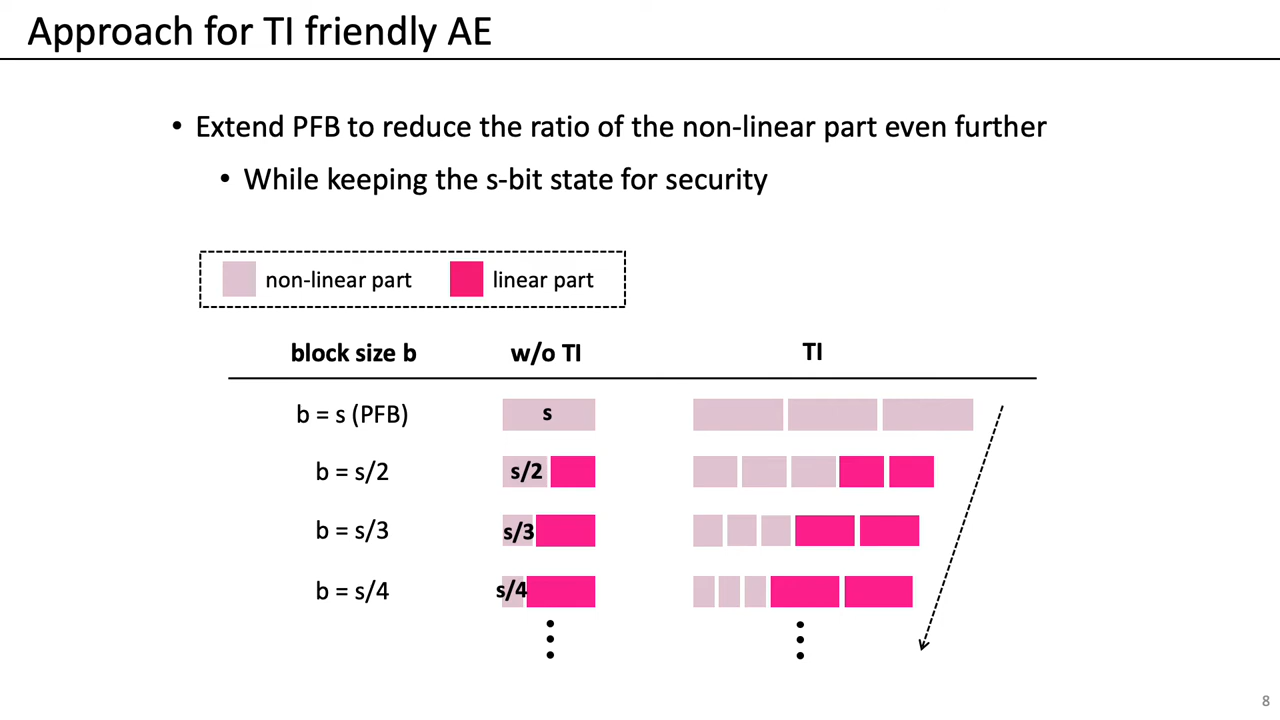 Approach for TI friendly AE
• Extend PFB to reduce the ratio of the non-linear part even further
• While keeping the s-bit state for security
non-linear part linear part
block size b w/o TI TI
b = s (PFB) s
b = s/2 s/2
b = s/3 s/3
b = s/4 s/4
8